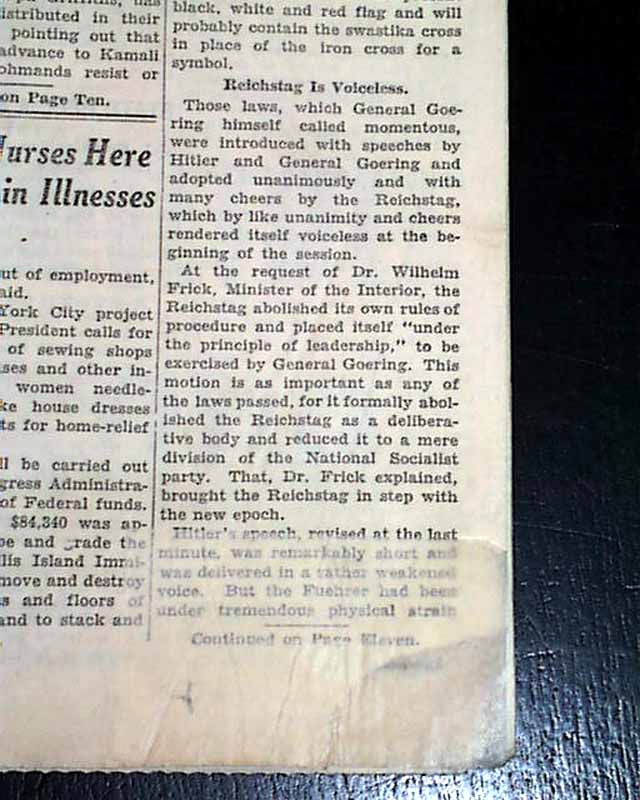 istributed in their
pointing out that
advance to Kamali
ohmands resist or
on Page Ten.
Nurses Here
in Illnesses
ut of employment,
aid.
York City project
President calls for
of sewing shops
ses and other in-
women needle-
ke house dresses
ts for home-relief
ll be carried out
gress Administra-
of Federal funds.
$84,340 was ap-
pe and grade the
llis Island Immi-
move and destroy
s and floors of
and to stack and
black, white and red flag and will
probably contain the swastika cross
in place of the iron cross for a
symbol.
Reichstag Is Voiceless.
Those laws, which General Goe-
ring himself called momentous,
were introduced with speeches by
Hitler and General Goering and
adopted unanimously and with
many cheers by the Reichstag,
which by like unanimity and cheers
rendered itself voiceless at the be-
ginning of the session.
At the request of Dr. Wilhelm
Frick, Minister of the Interior, the
Reichstag abolished its own rules of
procedure and placed itself "under
the principle of leadership," to be
exercised by General Goering. This
motion is as important as any of
the laws passed, for it formally abol-
ished the Reichstag as a delibera-
tive body and reduced it to a mere
division of the National Socialist
party. That, Dr. Frick explained,
brought the Reichstag in step with
the new epoch.
Hitler's speech, revised at the last
minute, was remarkably short and
was delivered in a rather weakened
voice. But the Fuehrer had been
under tremendous physical strain
Continued on Page Eleven.